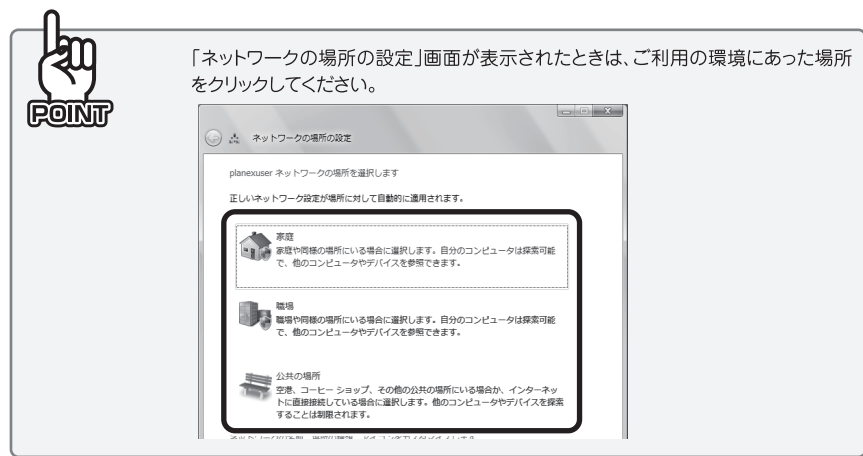 POINT
「ネットワークの場所の設定」画面が表示されたときは、ご利用の環境にあった場所
をクリックしてください。
ネットワークの場所の設定
planexuser ネットワークの場所を選択します
正しいネットワーク設定が場所に対して自動的に適用されます。
家庭
家庭や同様の場所にいる場合に選択します。自分のコンピュータは探索可能
で、他のコンピュータやデバイスを参照できます。
職場
職場や同様の場所にいる場合に選択します。自分のコンピュータは探索可能
で、他のコンピュータやデバイスを参照できます。
公共の場所
空港、コーヒー ショップ、その他の公共の場所にいる場合か、インターネッ
トに直接接続している場合に選択します。他のコンピュータやデバイスを探索
することは制限されます。